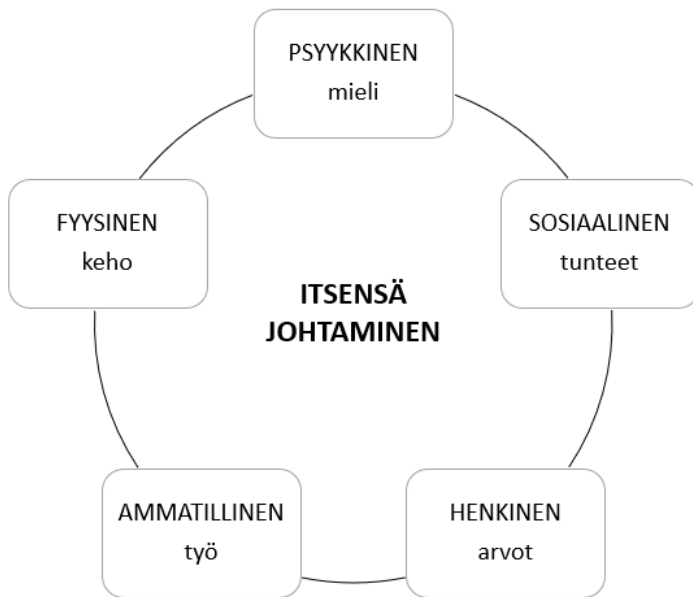 PSYYKKINEN
mieli
FYYSINEN
keho
SOSIAALINEN
tunteet
ITSENSÄ
JOHTAMINEN
AMMATILLINEN
työ
HENKINEN
arvot